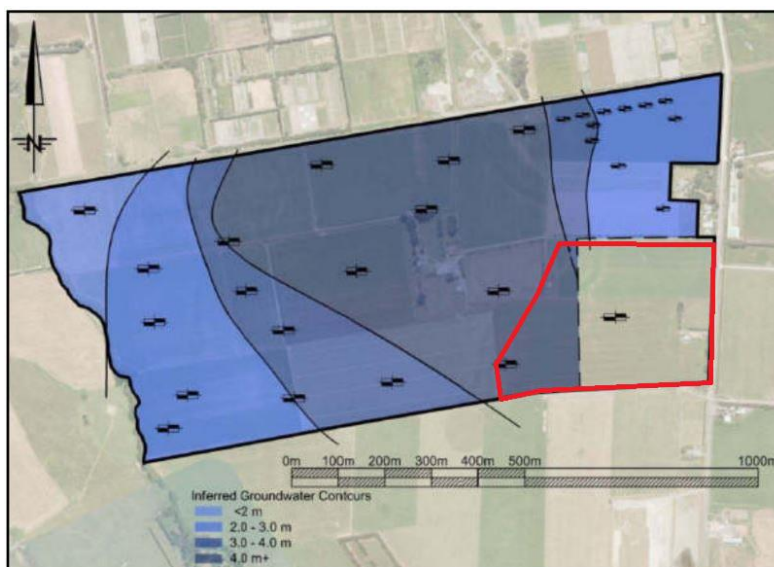 N
0m 100m 200m 300m 400m 500m 1000m
Inferred Groundwater Contours
<2 m
2.0 - 3.0 m
3.0 - 4.0 m
4.0 m+